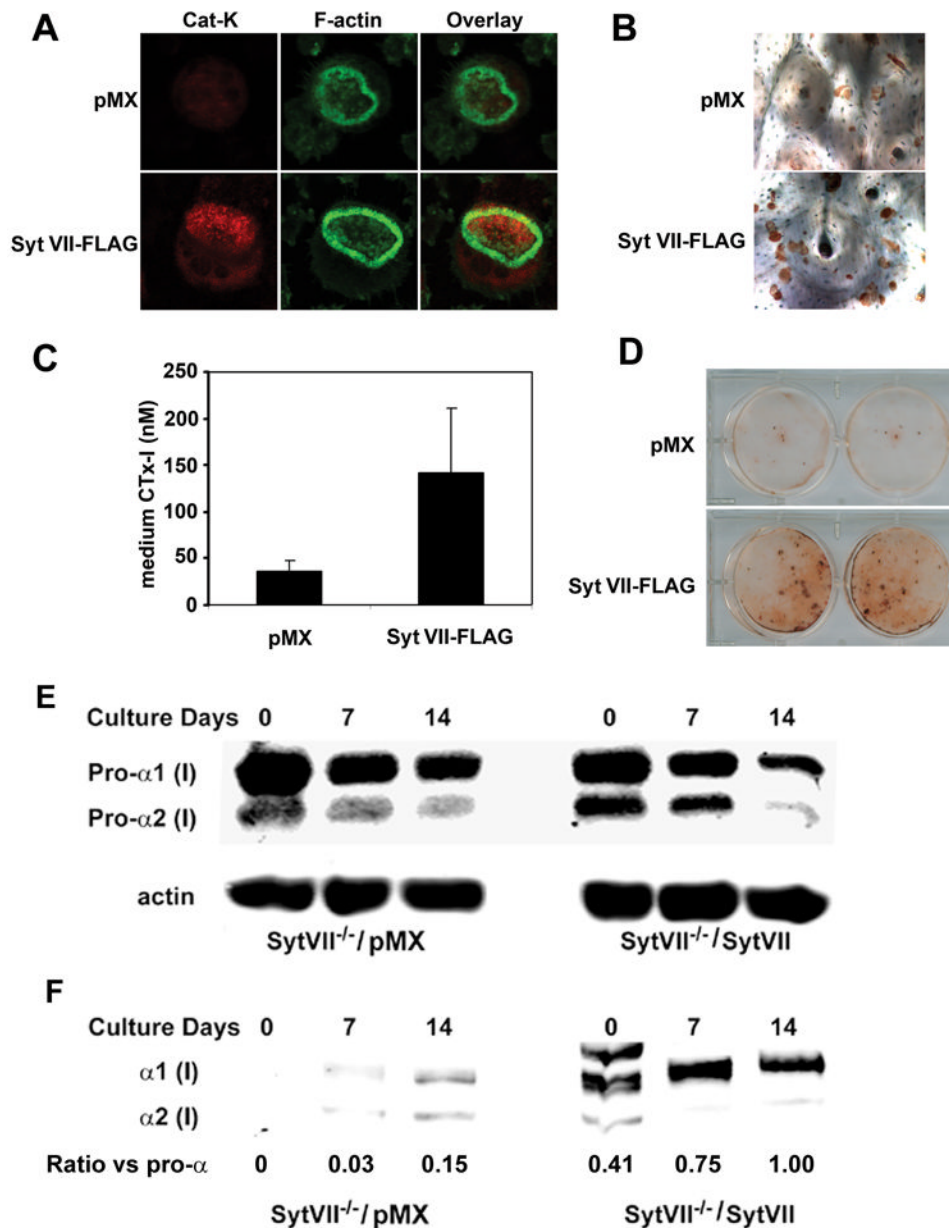 A
Cat-K F-actin Overlay
pMX
Syt VII-FLAG
B
pMX
Syt VII-FLAG
C
medium CTx-I (nM)
250
200
150
100
50
0
pMX Syt VII-FLAG
D
pMX
Syt VII-FLAG
E
Culture Days 0 7 14 0 7 14
Pro-α1 (I)
Pro-α2 (I)
actin
SytVII-/-/pMX SytVII-/-/SytVII
F
Culture Days 0 7 14 0 7 14
α1 (I)
α2 (I)
Ratio vs pro-α 0 0.03 0.15 0.41 0.75 1.00
SytVII-/-/pMX SytVII-/-/SytVII